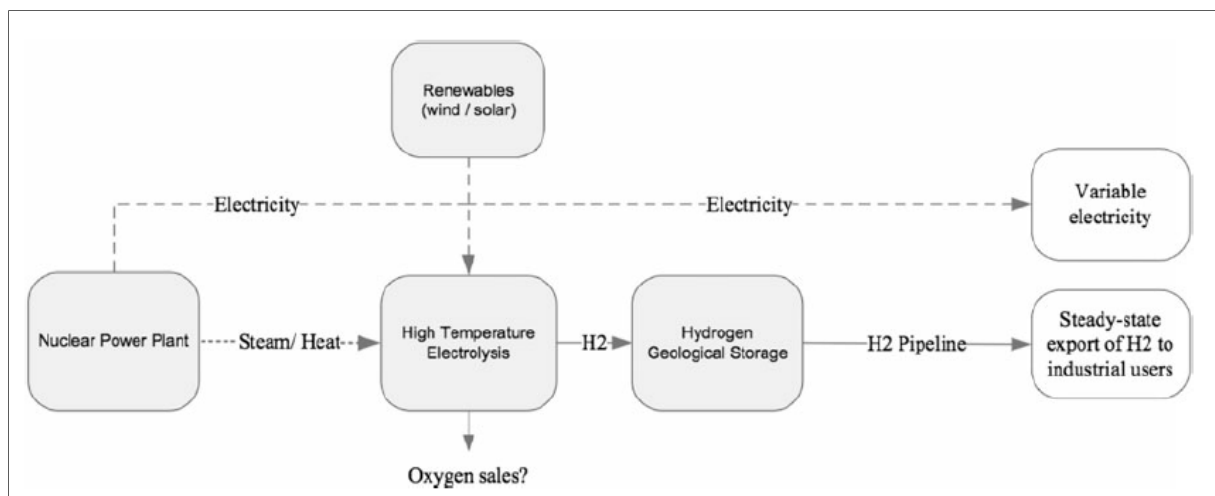 Renewables
(wind / solar)
Electricity
Electricity
Variable
electricity
Nuclear Power Plant
Steam/ Heat
High Temperature
Electrolysis
H2
Hydrogen
Geological Storage
H2 Pipeline
Steady-state
export of H2 to
industrial users
Oxygen sales?